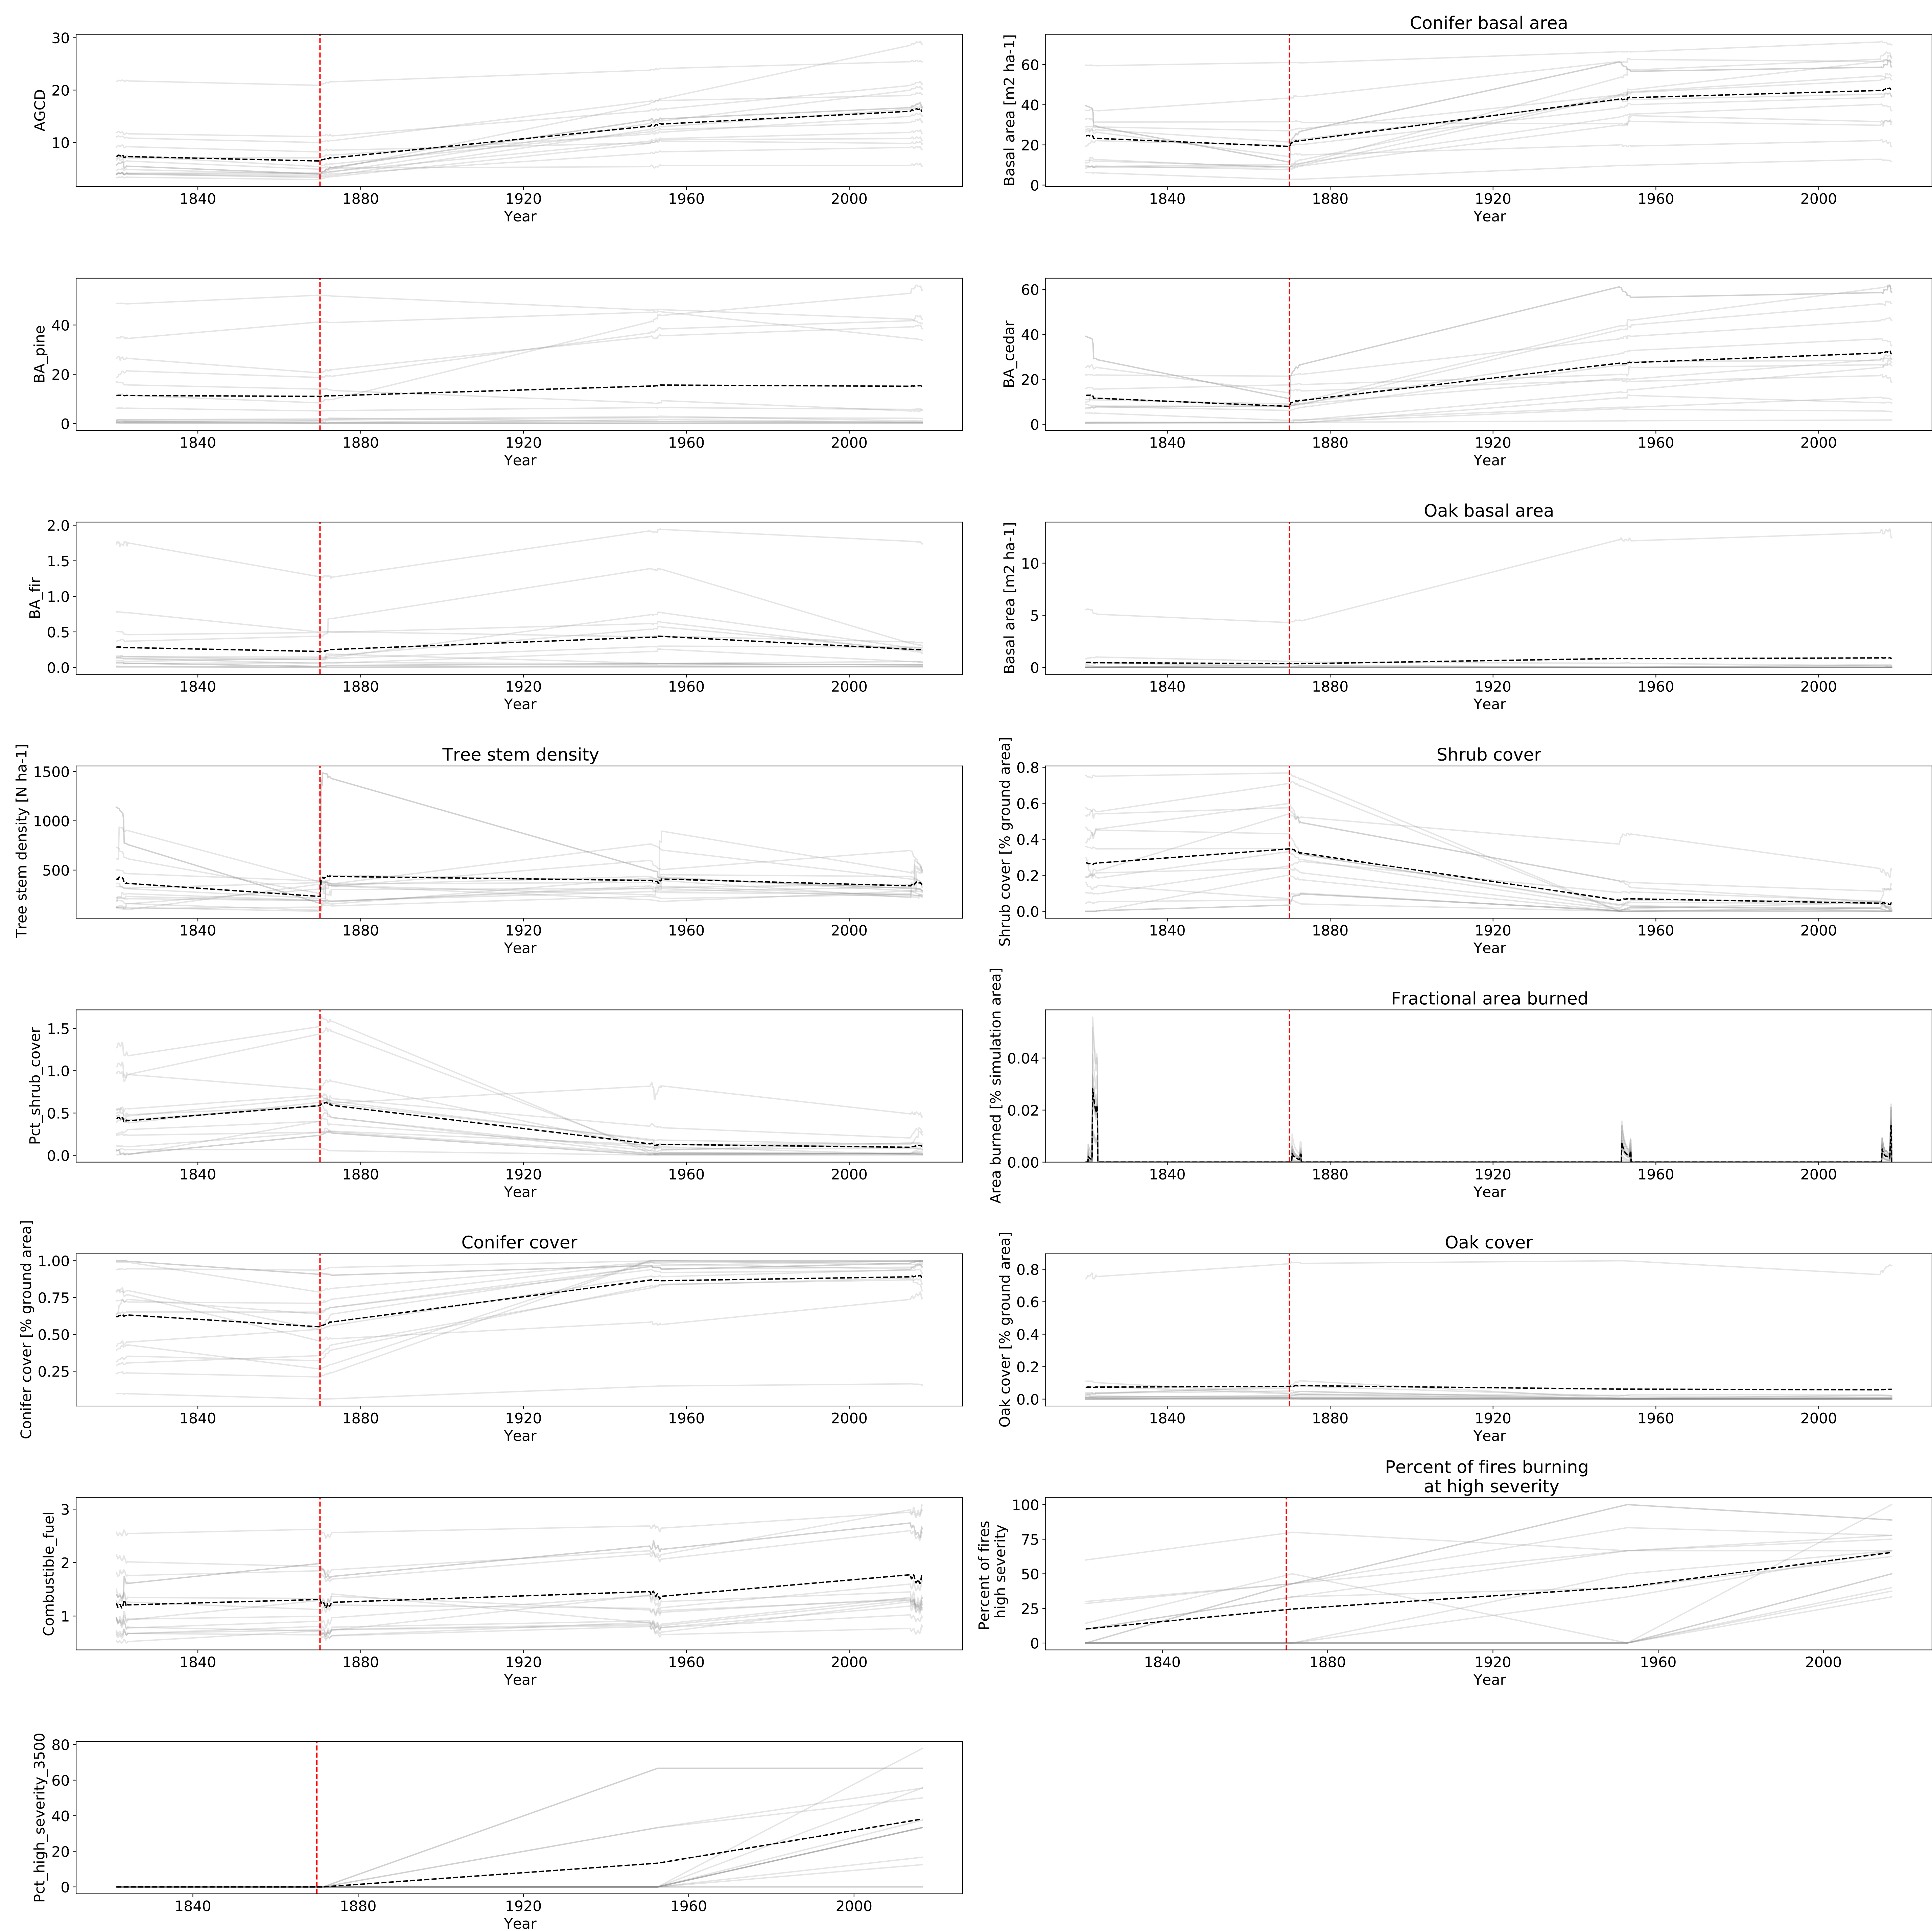 30
20
10
AGCD
1840 1880 1920 1960 2000
Year
Conifer basal area
60
40
20
0
Basal area [m2 ha-1]
1840 1880 1920 1960 2000
Year
40
20
0
BA_pine
1840 1880 1920 1960 2000
Year
60
40
20
0
BA_cedar
1840 1880 1920 1960 2000
Year
2.0
1.5
1.0
0.5
0.0
BA_fir
1840 1880 1920 1960 2000
Year
Oak basal area
10
5
0
Basal area [m2 ha-1]
1840 1880 1920 1960 2000
Year
Tree stem density
1500
1000
500
Tree stem density [N ha-1]
1840 1880 1920 1960 2000
Year
Shrub cover
0.8
0.6
0.4
0.2
0.0
Shrub cover [% ground area]
1840 1880 1920 1960 2000
Year
1.5
1.0
0.5
0.0
Pct_shrub_cover
1840 1880 1920 1960 2000
Year
Fractional area burned
0.04
0.02
0.00
Area burned [% simulation area]
1840 1880 1920 1960 2000
Year
Conifer cover
1.00
0.75
0.50
0.25
Conifer cover [% ground area]
1840 1880 1920 1960 2000
Year
Oak cover
0.8
0.6
0.4
0.2
0.0
Oak cover [% ground area]
1840 1880 1920 1960 2000
Year
3
2
1
Combustible_fuel
1840 1880 1920 1960 2000
Year
Percent of fires burning
at high severity
100
75
50
25
0
Percent of fires
high severity
1840 1880 1920 1960 2000
Year
80
60
40
20
0
Pct_high_severity_3500
1840 1880 1920 1960 2000
Year